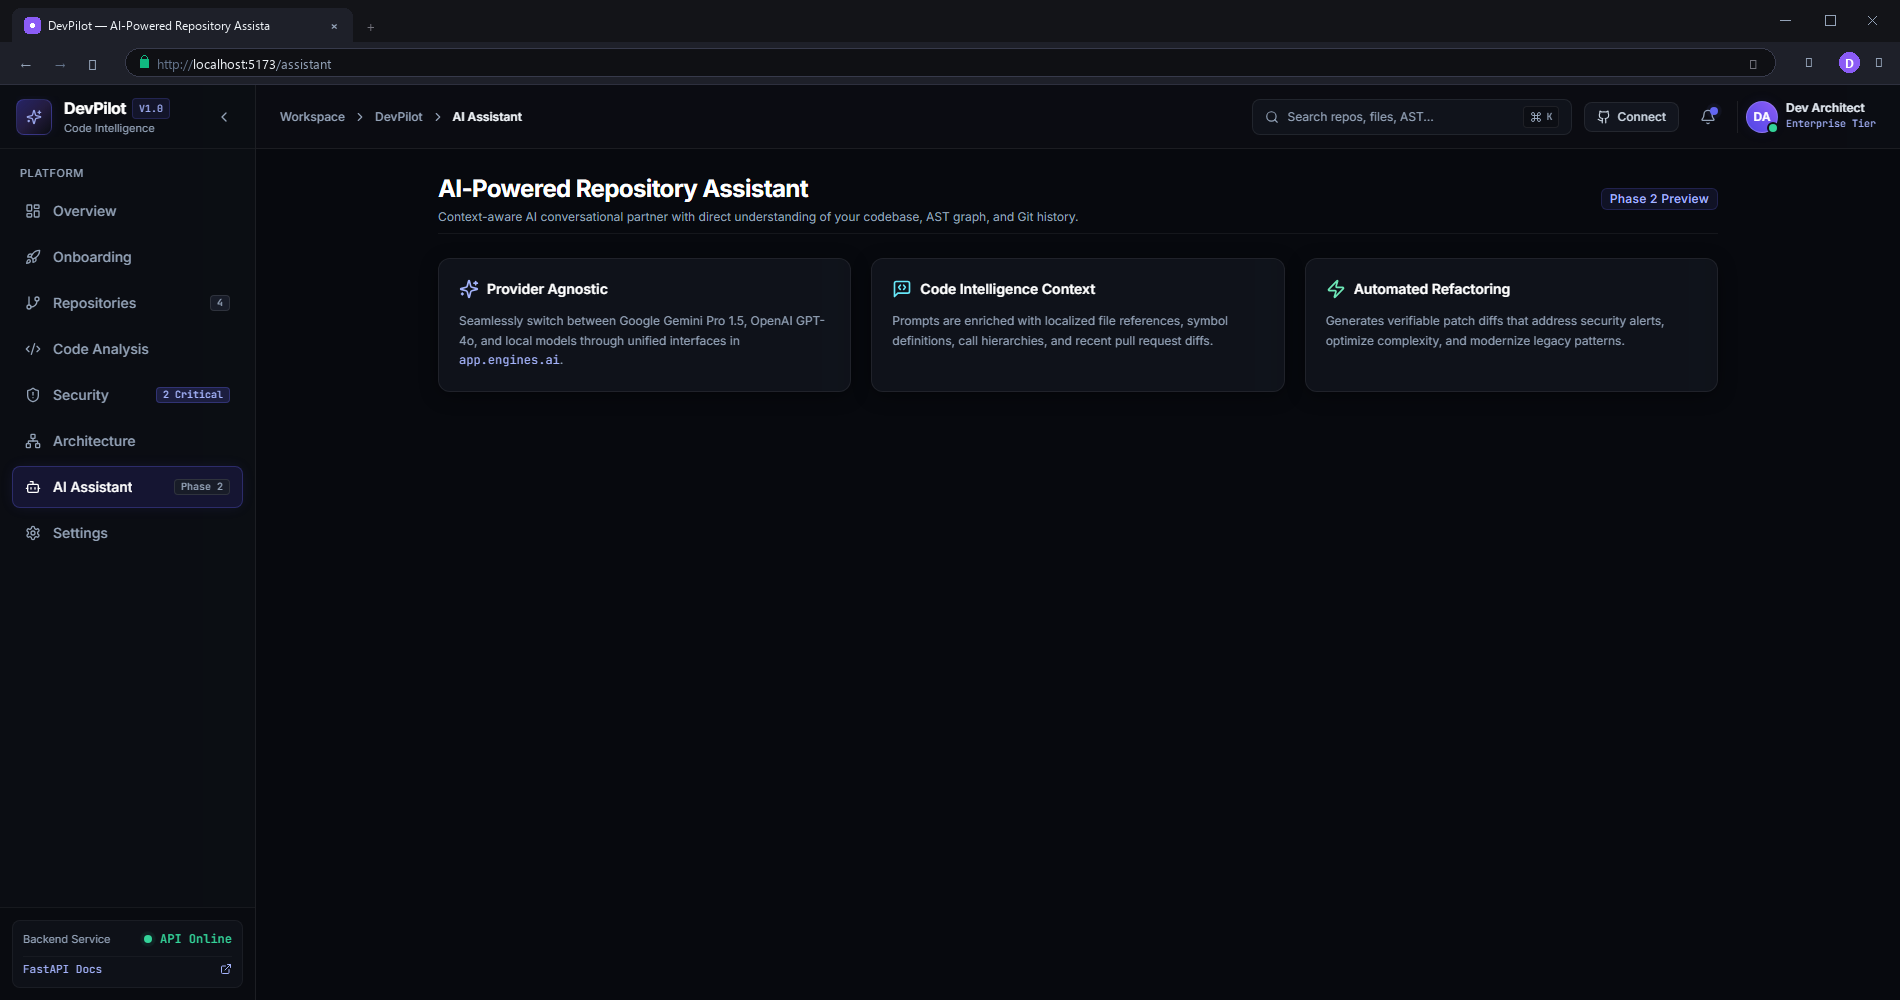 DevPilot — AI-Powered Repository Assista
http://localhost:5173/assistant
D
DevPilot V1.0
Code Intelligence
Workspace > DevPilot > AI Assistant
Search repos, files, AST...
⌘ K
Connect
DA
Dev Architect
Enterprise Tier
PLATFORM
Overview
Onboarding
Repositories 4
Code Analysis
Security 2 Critical
Architecture
AI Assistant Phase 2
Settings
Backend Service API Online
FastAPI Docs
AI-Powered Repository Assistant
Context-aware AI conversational partner with direct understanding of your codebase, AST graph, and Git history.
Phase 2 Preview
Provider Agnostic
Seamlessly switch between Google Gemini Pro 1.5, OpenAI GPT-
4o, and local models through unified interfaces in
app.engines.ai.
Code Intelligence Context
Prompts are enriched with localized file references, symbol
definitions, call hierarchies, and recent pull request diffs.
Automated Refactoring
Generates verifiable patch diffs that address security alerts,
optimize complexity, and modernize legacy patterns.